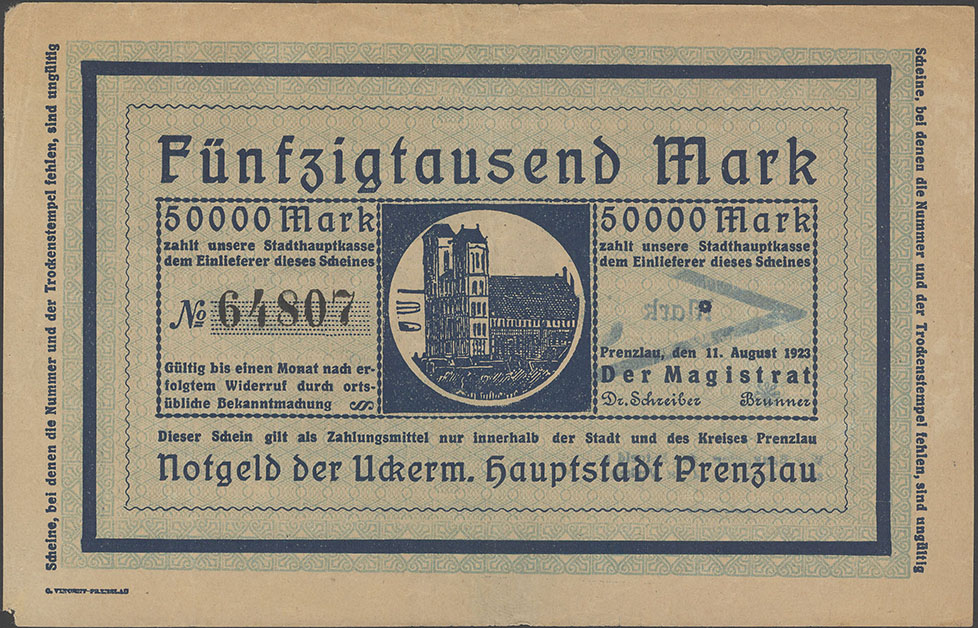 Fünfzigtausend Mark
50000 Mark
zahlt unsere Stadthauptkasse
dem Einlieferer dieses Scheines
№ 64807
Gültig bis einen Monat nach er-
folgtem Widerruf durch orts-
übliche Bekanntmachung
50000 Mark
zahlt unsere Stadthauptkasse
dem Einlieferer dieses Scheines
Mark
Prenzlau, den 11. August 1923
Der Magistrat
Dr. Schreiber Brunner
Dieser Schein gilt als Zahlungsmittel nur innerhalb der Stadt und des Kreises Prenzlau
Notgeld der Uckerm. Hauptstadt Prenzlau
Scheine, bei denen die Nummer und der Trockenstempel fehlen, sind ungültig
Scheine, bei denen die Nummer und der Trockenstempel fehlen, sind ungültig
C. VINCENT-PRENZLAU